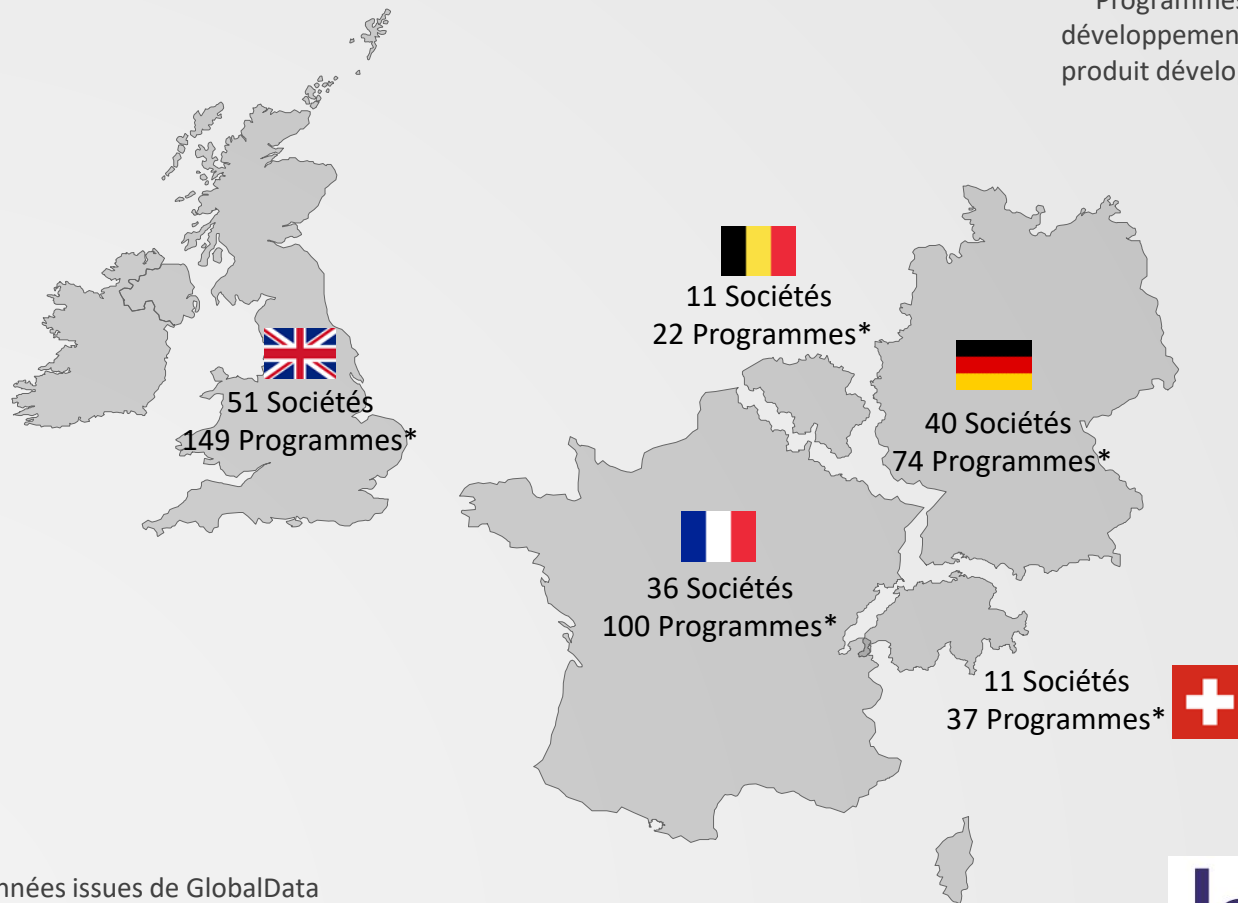 Programmes
développemen
produit dévelo
11 Sociétés
22 Programmes*
51 Sociétés
149 Programmes*
40 Sociétés
74 Programmes*
36 Sociétés
100 Programmes*
11 Sociétés
37 Programmes*
nnées issues de GlobalData